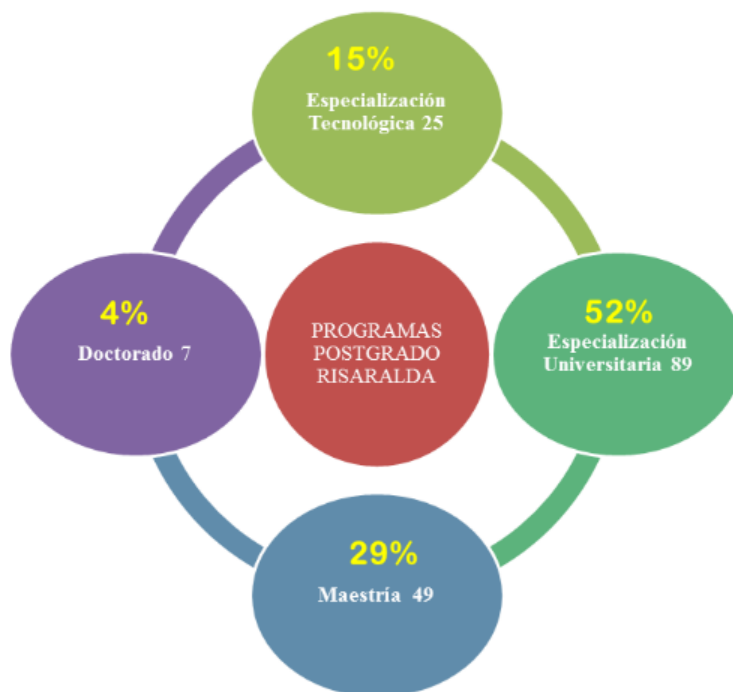 15%
Especialización
Tecnológica 25
4%
Doctorado 7
PROGRAMAS
POSTGRADO
RISARALDA
52%
Especialización
Universitaria 89
29%
Maestría 49